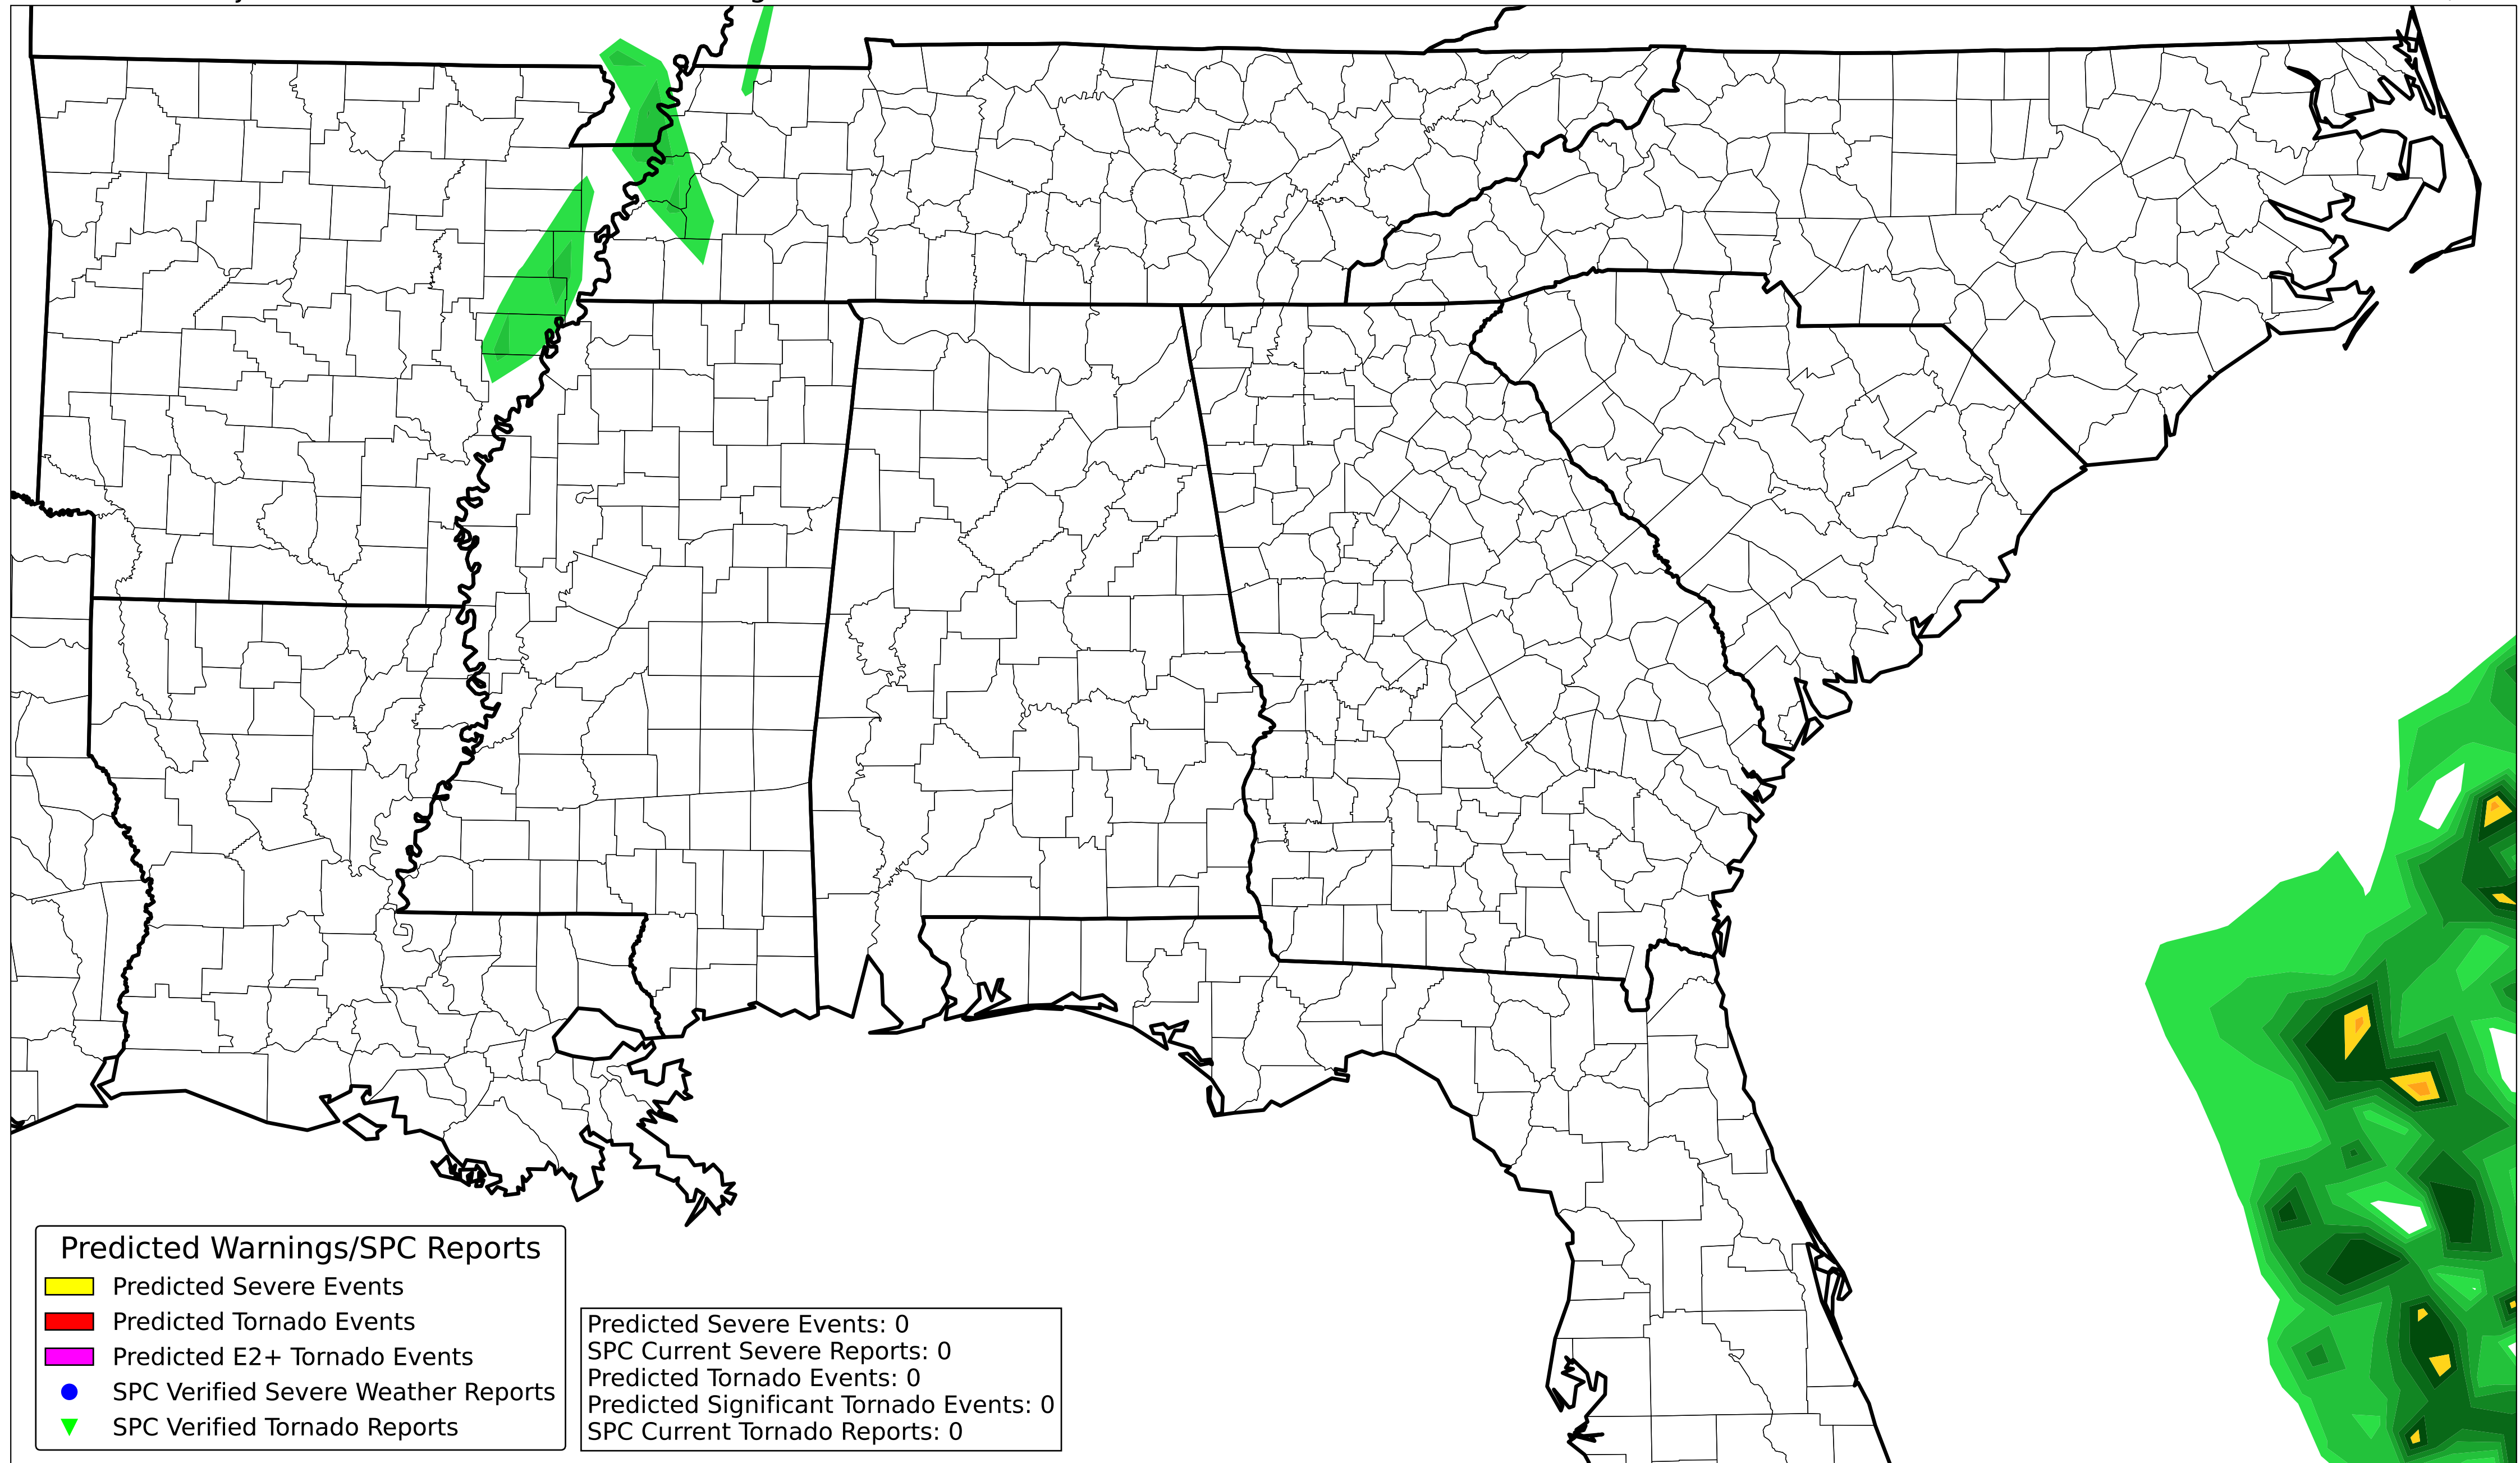 Predicted Warnings/SPC Reports
Predicted Severe Events
Predicted Tornado Events
Predicted E2+ Tornado Events
SPC Verified Severe Weather Reports
SPC Verified Tornado Reports
Predicted Severe Events: 0
SPC Current Severe Reports: 0
Predicted Tornado Events: 0
Predicted Significant Tornado Events: 0
SPC Current Tornado Reports: 0